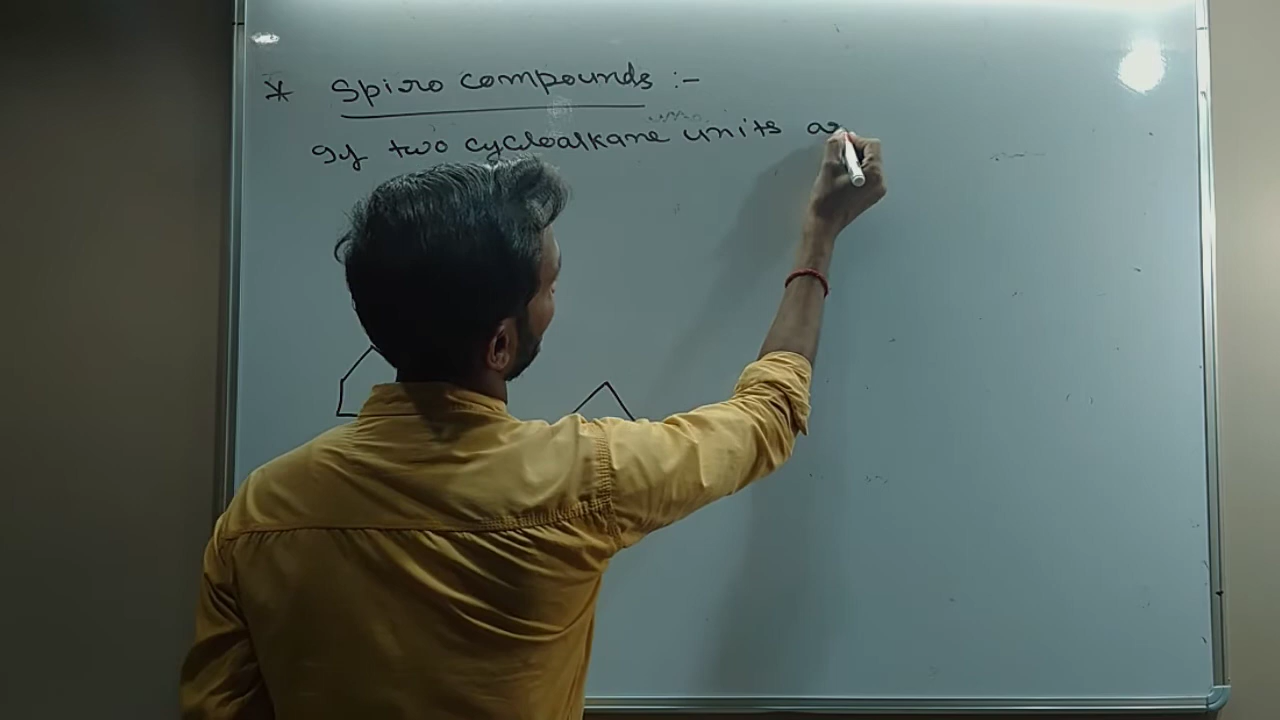 * Spiro compounds :-
If two cycloalkane units